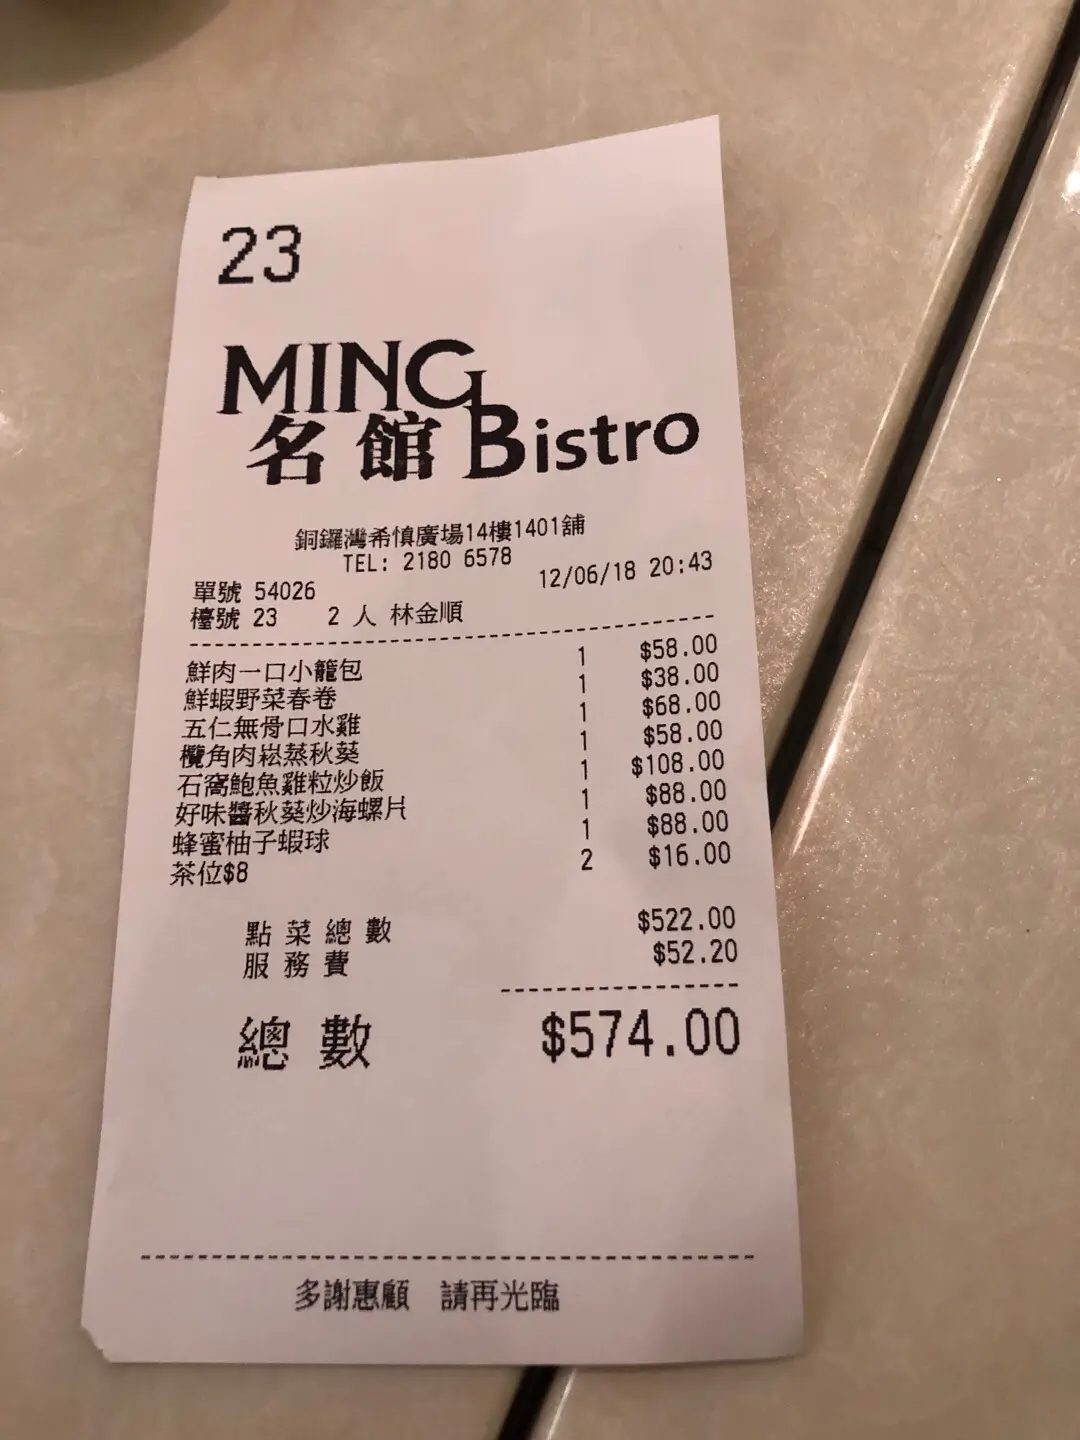 23
MING
名館 Bistro
銅鑼灣希慎廣場14樓1401舖
TEL: 2180 6578
單號 54026 12/06/18 20:43
檯號 23 2 人 林金順
鮮肉一口小籠包 1 $58.00
鮮蝦野菜春卷 1 $38.00
五仁無骨口水雞 1 $68.00
欖角肉崧蒸秋葵 1 $58.00
石窩鮑魚雞粒炒飯 1 $108.00
好味醬秋葵炒海螺片 1 $88.00
蜂蜜柚子蝦球 1 $88.00
茶位$8 2 $16.00
點菜總數 $522.00
服務費 $52.20
總數 $574.00
多謝惠顧 請再光臨